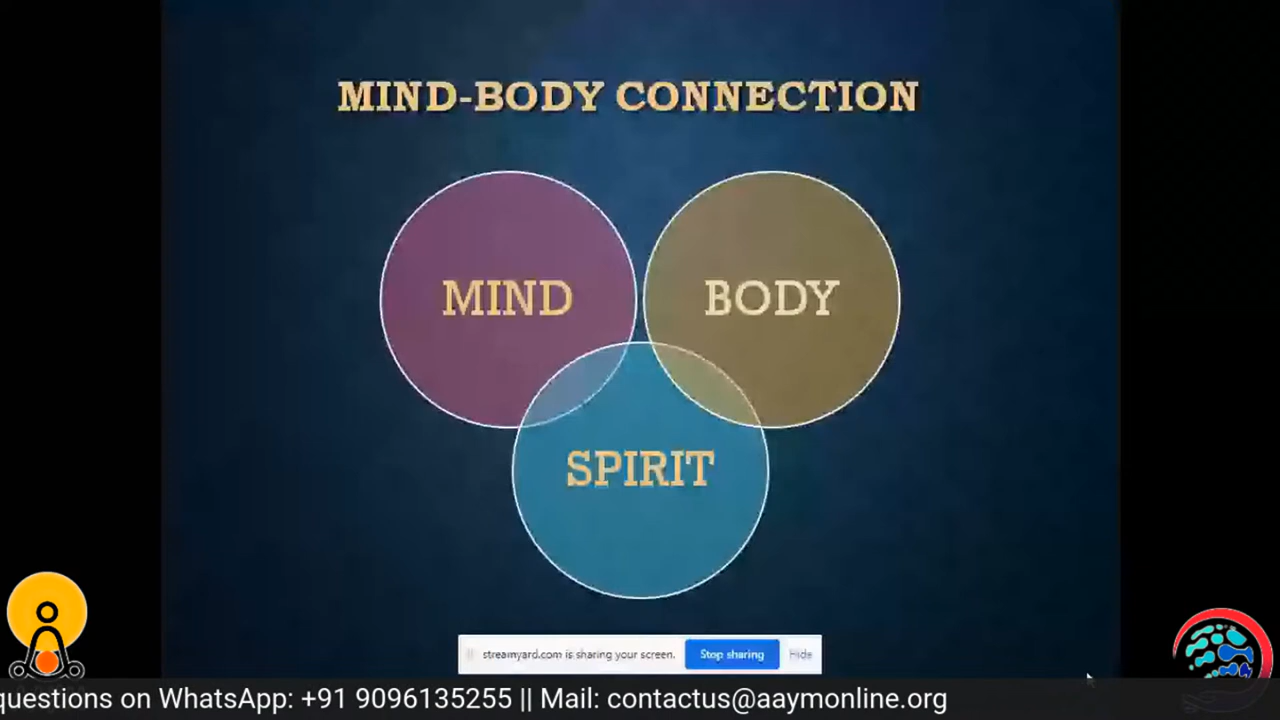 MIND-BODY CONNECTION
MIND
BODY
SPIRIT
streamyard.com is sharing your screen. Stop sharing Hide
questions on WhatsApp: +91 9096135255 || Mail: contactus@aaymonline.org